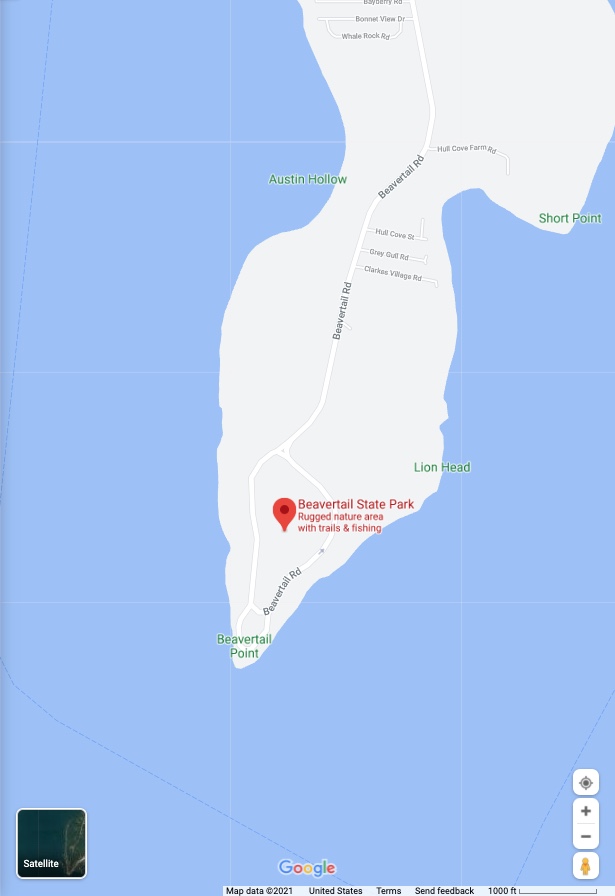 Bayberry Rd
Bonnet View Dr
Whale Rock Rd
Hull Cove Farm Rd
Beavertail Rd
Austin Hollow
Short Point
Hull Cove St
Grey Gull Rd
Clarkes Village Rd
Beavertail Rd
Lion Head
Beavertail State Park
Rugged nature area
with trails & fishing
Beavertail Rd
Beavertail
Point
Satellite
Google
Map data ©2021 United States Terms Send feedback 1000 ft